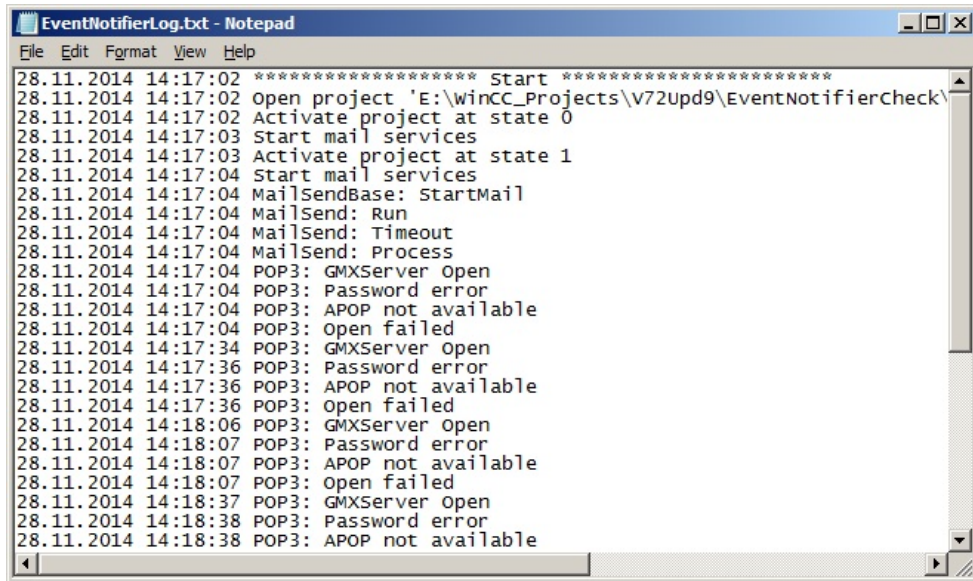 EventNotifierLog.txt - Notepad
File Edit Format View Help
28.11.2014 14:17:02 ******************* Start ***********************
28.11.2014 14:17:02 Open project 'E:\WinCC_Projects\V72Upd9\EventNotifierCheck\
28.11.2014 14:17:02 Activate project at state 0
28.11.2014 14:17:03 Start mail services
28.11.2014 14:17:03 Activate project at state 1
28.11.2014 14:17:04 Start mail services
28.11.2014 14:17:04 MailSendBase: StartMail
28.11.2014 14:17:04 MailSend: Run
28.11.2014 14:17:04 MailSend: Timeout
28.11.2014 14:17:04 MailSend: Process
28.11.2014 14:17:04 POP3: GMXServer Open
28.11.2014 14:17:04 POP3: Password error
28.11.2014 14:17:04 POP3: APOP not available
28.11.2014 14:17:04 POP3: Open failed
28.11.2014 14:17:34 POP3: GMXServer Open
28.11.2014 14:17:36 POP3: Password error
28.11.2014 14:17:36 POP3: APOP not available
28.11.2014 14:17:36 POP3: Open failed
28.11.2014 14:18:06 POP3: GMXServer Open
28.11.2014 14:18:07 POP3: Password error
28.11.2014 14:18:07 POP3: APOP not available
28.11.2014 14:18:07 POP3: Open failed
28.11.2014 14:18:37 POP3: GMXServer Open
28.11.2014 14:18:38 POP3: Password error
28.11.2014 14:18:38 POP3: APOP not available